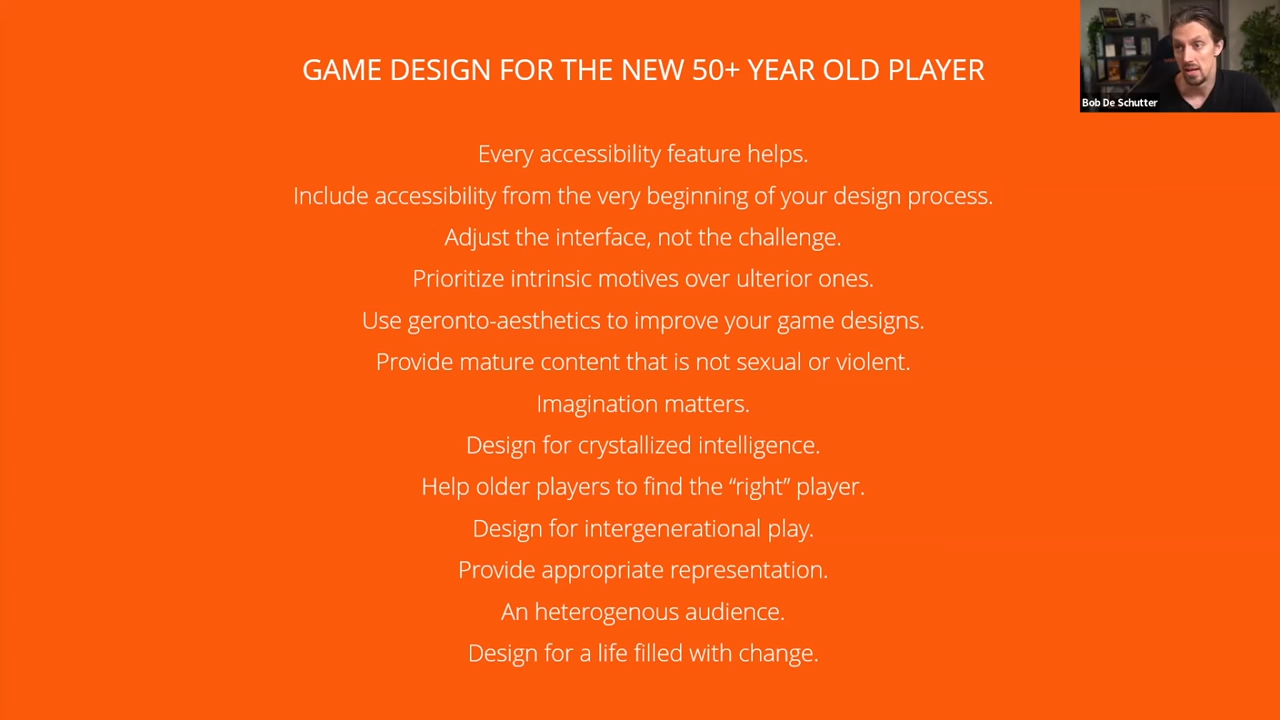 GAME DESIGN FOR THE NEW 50+ YEAR OLD PLAYER
Bob De Schutter
Every accessibility feature helps.
Include accessibility from the very beginning of your design process.
Adjust the interface, not the challenge.
Prioritize intrinsic motives over ulterior ones.
Use geronto-aesthetics to improve your game designs.
Provide mature content that is not sexual or violent.
Imagination matters.
Design for crystallized intelligence.
Help older players to find the “right” player.
Design for intergenerational play.
Provide appropriate representation.
An heterogenous audience.
Design for a life filled with change.